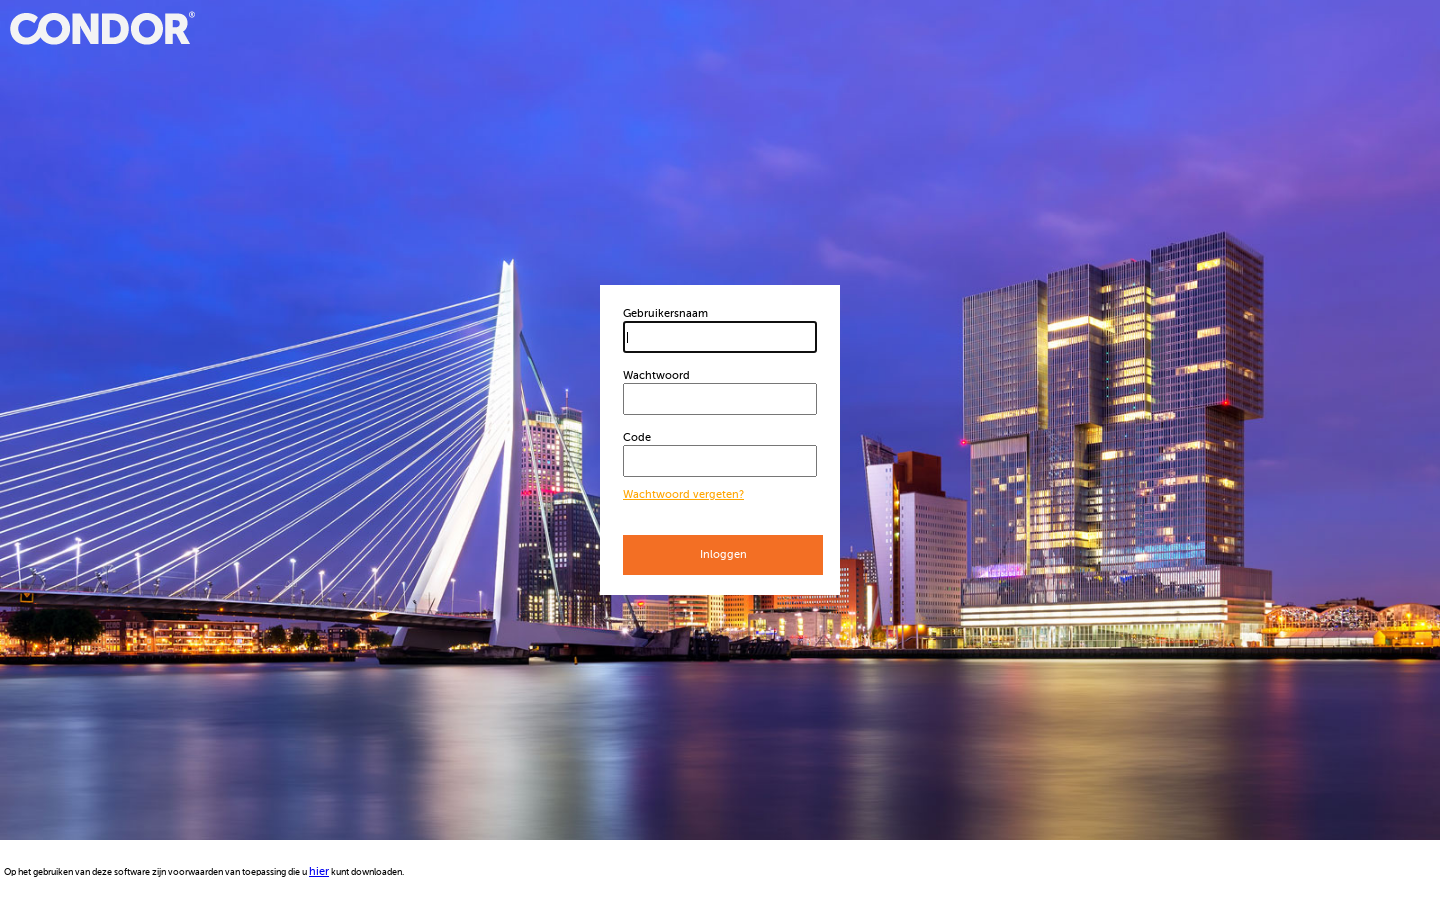 CONDOR®
Gebruikersnaam
Wachtwoord
Code
Wachtwoord vergeten?
Inloggen
Op het gebruiken van deze software zijn voorwaarden van toepassing die u hier kunt downloaden.